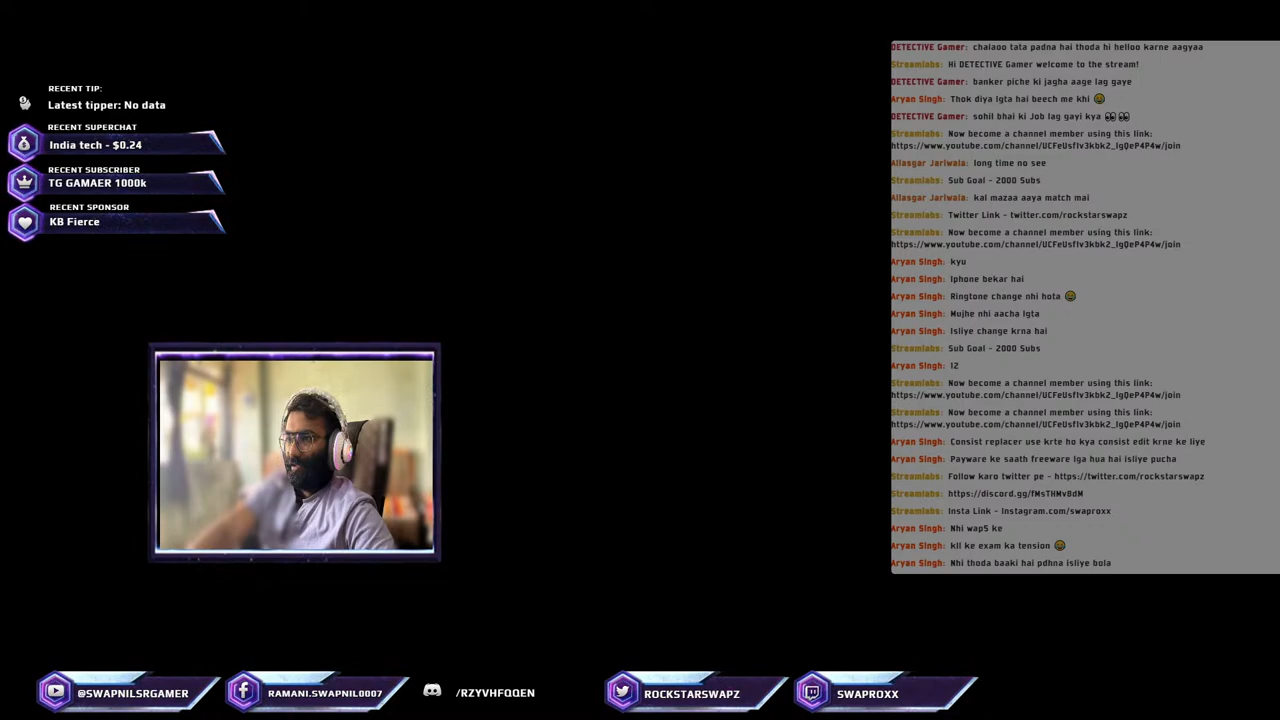 RECENT TIP:
Latest tipper: No data
RECENT SUPERCHAT
India tech - $0.24
RECENT SUBSCRIBER
TG GAMAER 1000k
RECENT SPONSOR
KB Fierce
DETECTIVE Gamer: chalaoo tata padna hai thoda hi helloo karne aagyaa
Streamlabs: Hi DETECTIVE Gamer welcome to the stream!
DETECTIVE Gamer: banker piche ki jagha aage lag gaye
Aryan Singh: Thok diya lgta hai beech me khi 😅
DETECTIVE Gamer: sohil bhai ki Job lag gayi kya 👀 👀
Streamlabs: Now become a channel member using this link:
https://www.youtube.com/channel/UCFeUsfIv3kbk2_IgQeP4P4w/join
Aliasgar Jariwala: long time no see
Streamlabs: Sub Goal - 2000 Subs
Aliasgar Jariwala: kal mazaa aaya match mai
Streamlabs: Twitter Link - twitter.com/rockstarswapz
Streamlabs: Now become a channel member using this link:
https://www.youtube.com/channel/UCFeUsfIv3kbk2_IgQeP4P4w/join
Aryan Singh: kyu
Aryan Singh: Iphone bekar hai
Aryan Singh: Ringtone change nhi hota 😅
Aryan Singh: Mujhe nhi aacha lgta
Aryan Singh: Isliye change krna hai
Streamlabs: Sub Goal - 2000 Subs
Aryan Singh: 12
Streamlabs: Now become a channel member using this link:
https://www.youtube.com/channel/UCFeUsfIv3kbk2_IgQeP4P4w/join
Streamlabs: Now become a channel member using this link:
https://www.youtube.com/channel/UCFeUsfIv3kbk2_IgQeP4P4w/join
Aryan Singh: Consist replacer use krte ho kya consist edit krne ke liye
Aryan Singh: Payware ke saath freeware lga hua hai isliye pucha
Streamlabs: Follow karo twitter pe - https://twitter.com/rockstarswapz
Streamlabs: https://discord.gg/fMsTHMvBdM
Streamlabs: Insta Link - Instagram.com/swaproxx
Aryan Singh: Nhi wap5 ke
Aryan Singh: kll ke exam ka tension 😅
Aryan Singh: Nhi thoda baaki hai pdhna isliye bola
@SWAPNILSRGAMER
RAMANI.SWAPNIL0007
/RZYVHFQQEN
ROCKSTARSWAPZ
SWAPROXX